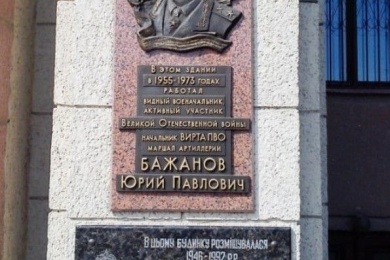 В ЭТОМ ЗДАНИИ
В 1955-1973 ГОДАХ
РАБОТАЛ
ВИДНЫЙ ВОЕНАЧАЛЬНИК,
АКТИВНЫЙ УЧАСТНИК
ВЕЛИКОЙ ОТЕЧЕСТВЕННОЙ ВОЙНЫ
НАЧАЛЬНИК ВИРТА ПВО
МАРШАЛ АРТИЛЛЕРИИ
БАЖАНОВ
ЮРИЙ ПАВЛОВИЧ
В ЦЬОМУ БУДИНКУ РОЗМІЩУВАЛАСЯ
1946-1992 Р.Р.